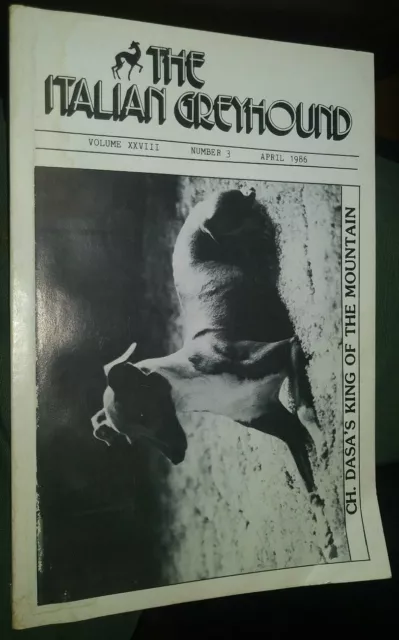 THE
ITALIAN GREYHOUND
VOLUME XXVIII NUMBER 3 APRIL 1986
CH. DASA'S KING OF THE MOUNTAIN